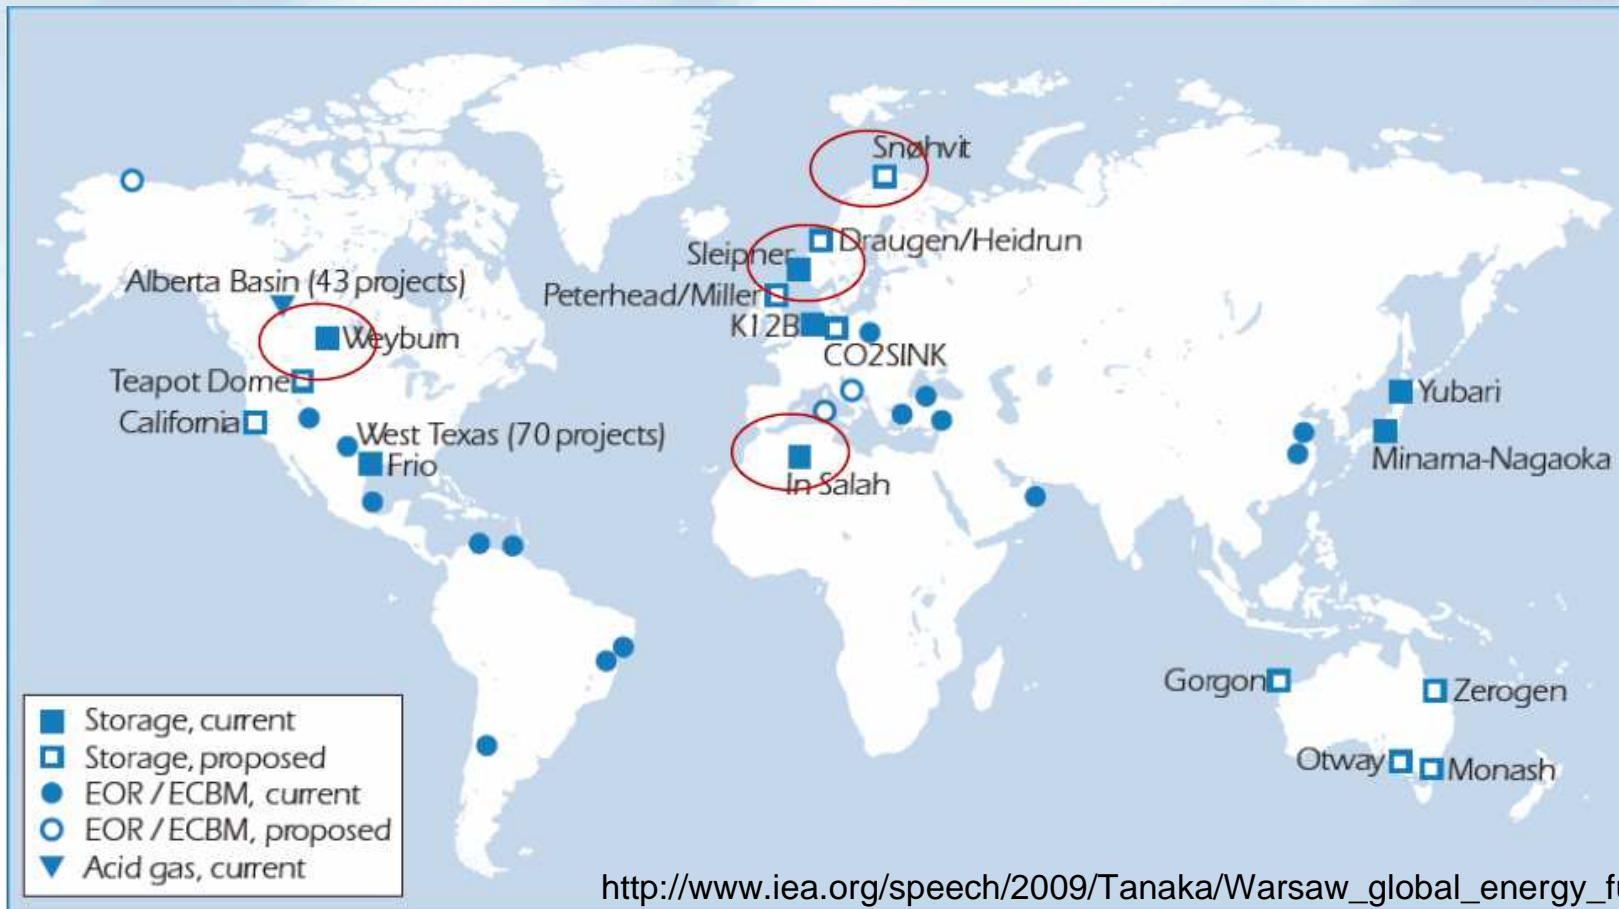 Snøhvit
Draugen/Heidrun
Sleipner
Alberta Basin (43 projects)
Peterhead/Miller
K12B
Weyburn
CO2SINK
Teapot Dome
Yubari
California
West Texas (70 projects)
Frio
Minama-Nagaoka
In Salah
Gorgon
Zerogen
Otway
Monash
Storage, current
Storage, proposed
EOR / ECBM, current
EOR / ECBM, proposed
Acid gas, current
http://www.iea.org/speech/2009/Tanaka/Warsaw_global_energy_fu